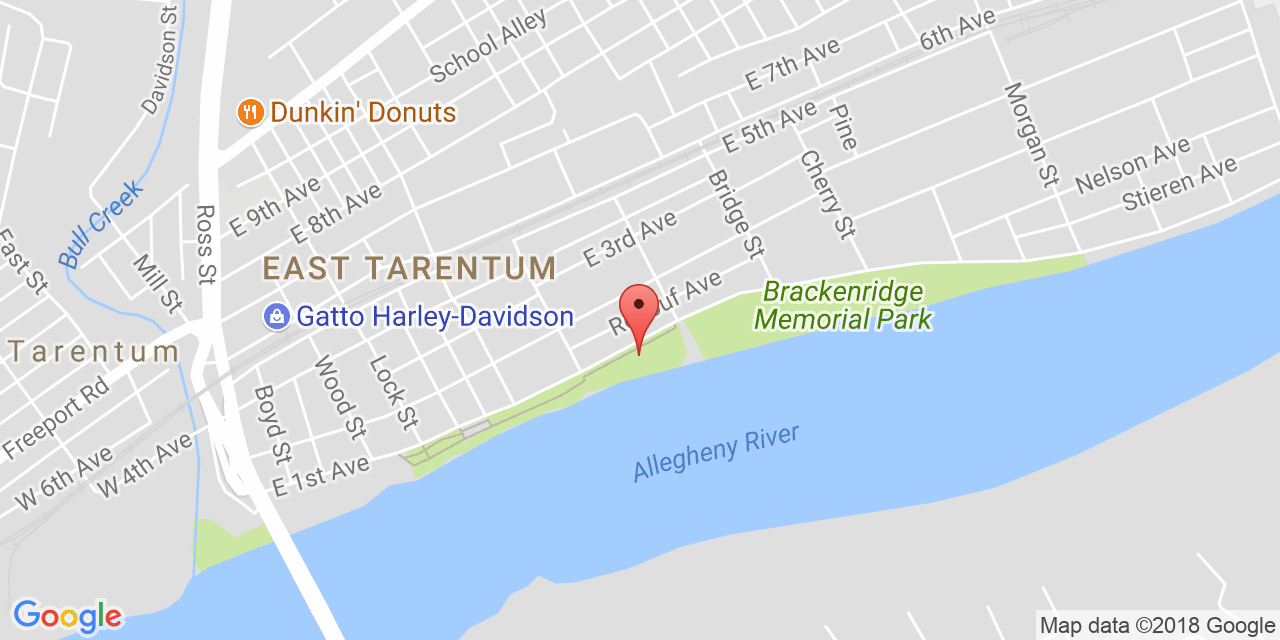 Davidson St
School Alley
6th Ave
E 7th Ave
Dunkin' Donuts
E 5th Ave
Pine
Morgan St
Cherry St
Nelson Ave
Stieren Ave
Bridge St
Bull Creek
E 9th Ave
E 8th Ave
Ross St
E 3rd Ave
East St
Mill St
EAST TARENTUM
Ave
Brackenridge
Memorial Park
Gatto Harley-Davidson
Tarentum
Freeport Rd
Boyd St
Wood St
Lock St
W 6th Ave
W 4th Ave
E 1st Ave
Allegheny River
Google
Map data ©2018 Google